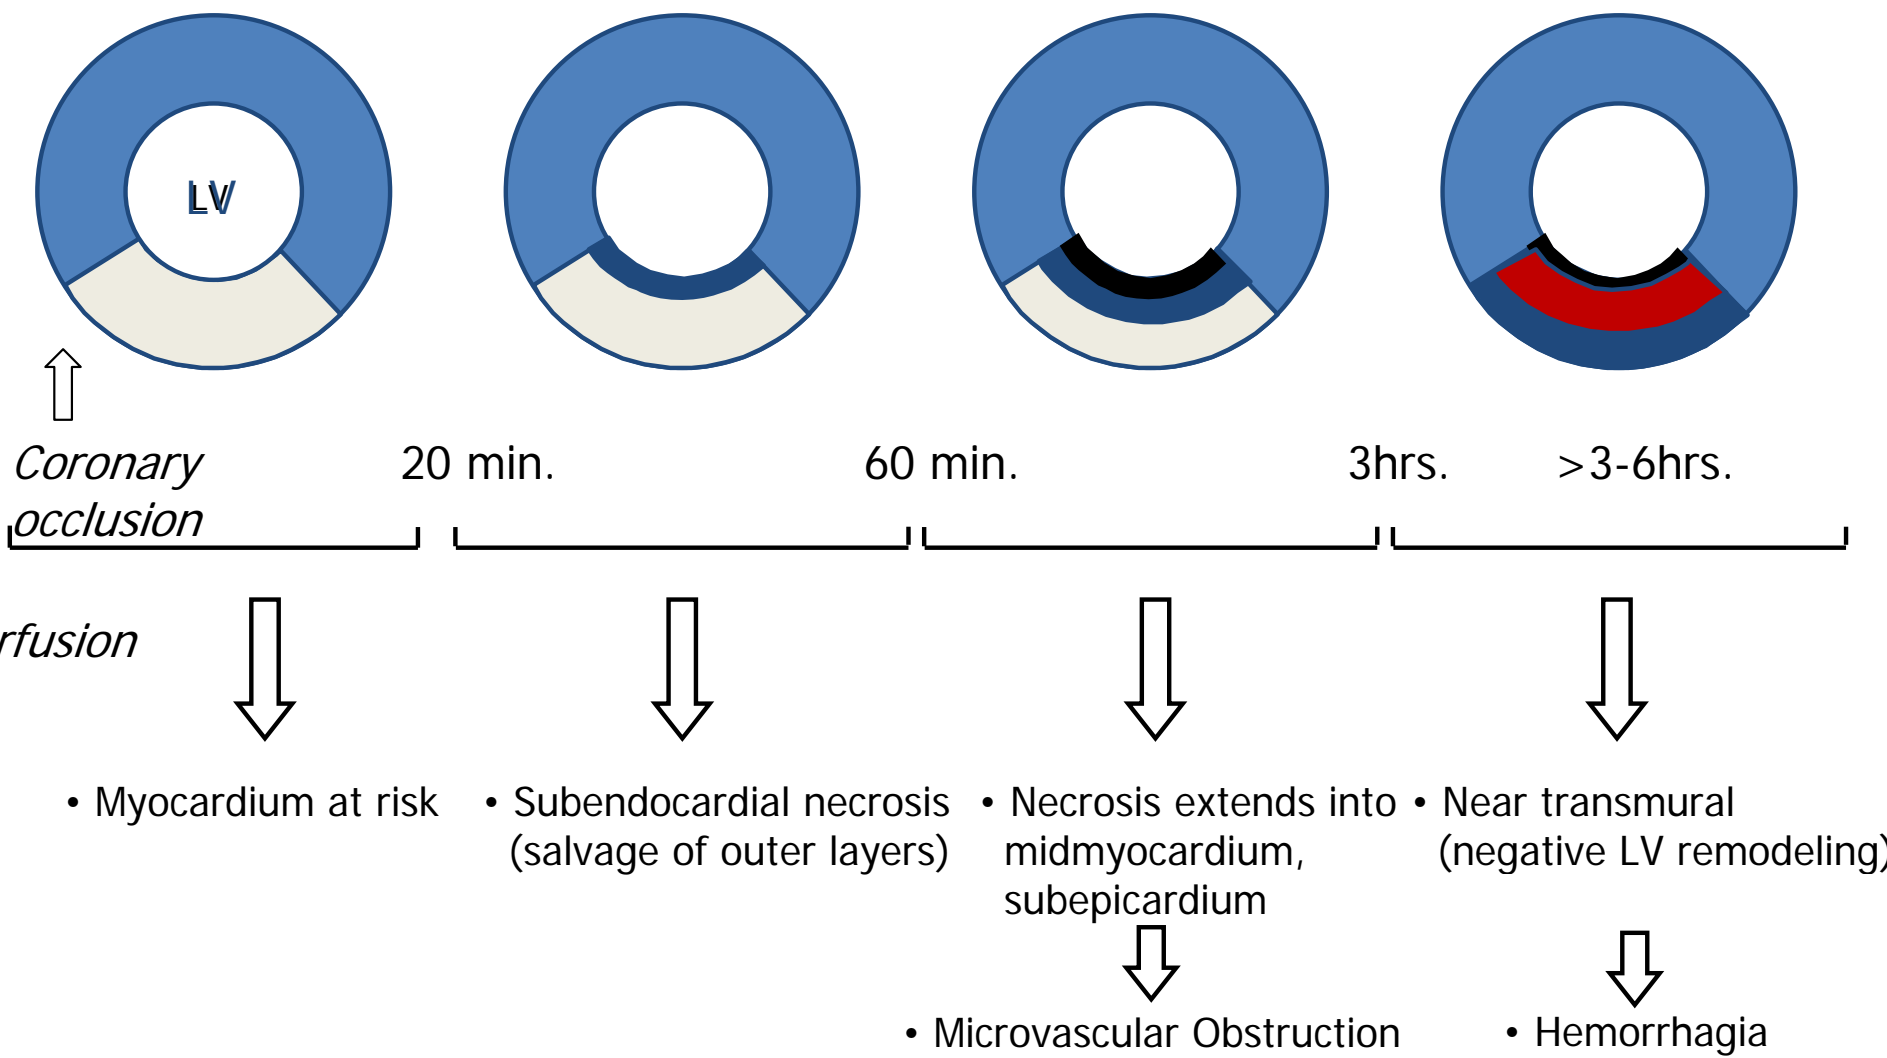 LV
Coronary
occlusion
20 min.
60 min.
3hrs.
>3-6hrs.
rfusion
• Myocardium at risk
• Subendocardial necrosis
(salvage of outer layers)
• Necrosis extends into
midmyocardium,
subepicardium
• Near transmural
(negative LV remodeling)
• Microvascular Obstruction
• Hemorrhagia